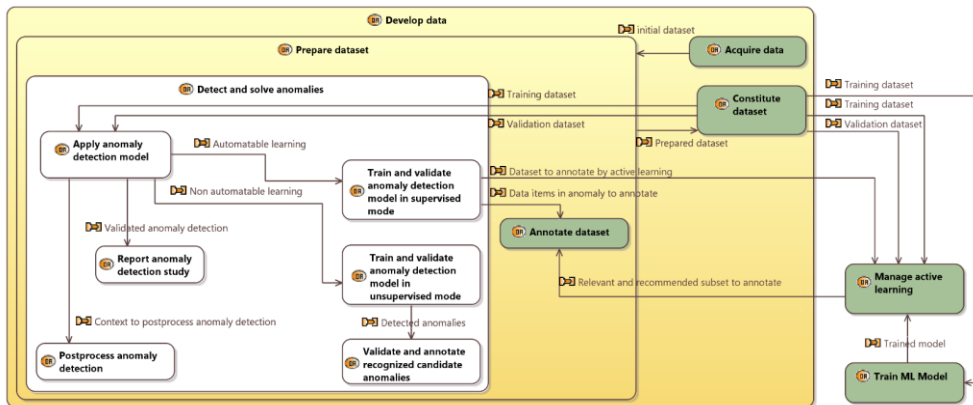 Develop data
initial dataset
Prepare dataset
Acquire data
Detect and solve anomalies
Training dataset
Training dataset
Constitute
dataset
Training dataset
Validation dataset
Validation dataset
Apply anomaly
detection model
Automatable learning
Prepared dataset
Train and validate
anomaly detection
model in supervised
mode
Dataset to annotate by active learning
Non automatable learning
Data items in anomaly to annotate
Validated anomaly detection
Annotate dataset
Report anomaly
detection study
Train and validate
anomaly detection
model in
unsupervised mode
Relevant and recommended subset to annotate
Manage active
learning
Context to postprocess anomaly detection
Detected anomalies
Trained model
Postprocess anomaly
detection
Validate and annotate
recognized candidate
anomalies
Train ML Model